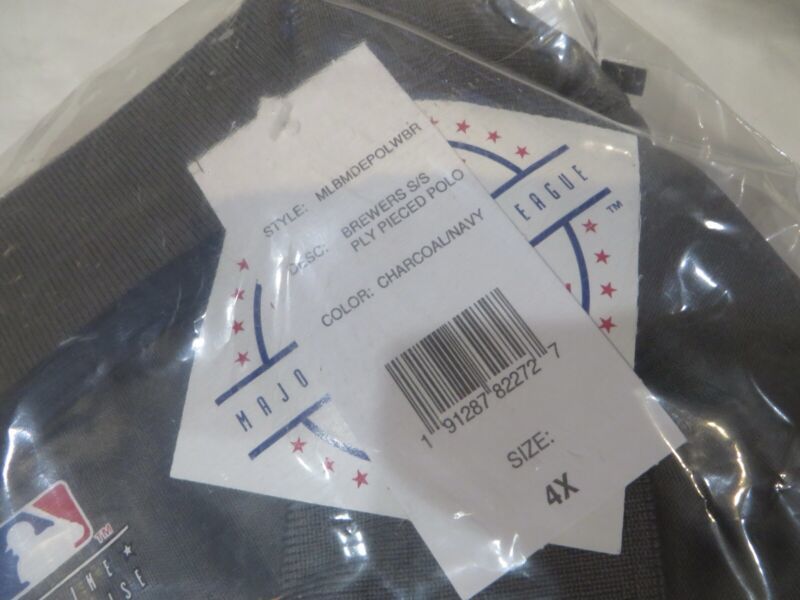 STYLE: MLBMDEPOLWBR
DESC: BREWERS S/S
PLY PIECED POLO
COLOR: CHARCOAL/NAVY
1 91287 82272 7
SIZE:
4X
MAJO
EAGUE
TM
TM